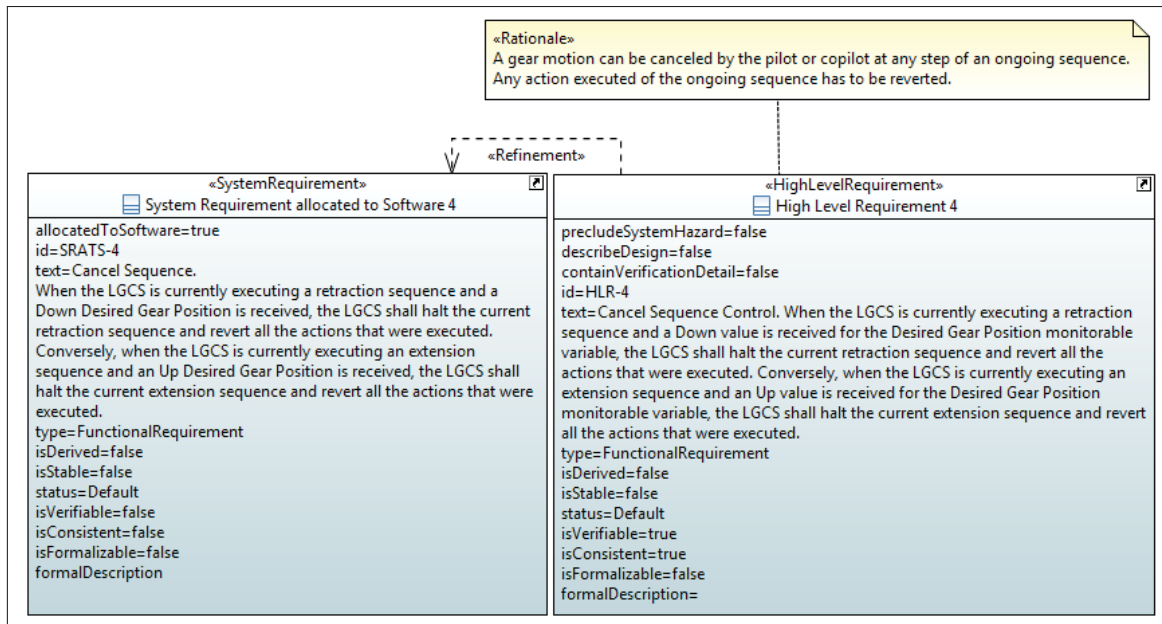 «Rationale»
A gear motion can be canceled by the pilot or copilot at any step of an ongoing sequence.
Any action executed of the ongoing sequence has to be reverted.
«Refinement»
«SystemRequirement»
System Requirement allocated to Software 4
allocatedToSoftware=true
id=SRATS-4
text=Cancel Sequence.
When the LGCS is currently executing a retraction sequence and a
Down Desired Gear Position is received, the LGCS shall halt the current
retraction sequence and revert all the actions that were executed.
Conversely, when the LGCS is currently executing an extension
sequence and an Up Desired Gear Position is received, the LGCS shall
halt the current extension sequence and revert all the actions that were
executed.
type=FunctionalRequirement
isDerived=false
isStable=false
status=Default
isVerifiable=false
isConsistent=false
isFormalizable=false
formalDescription
«HighLevelRequirement»
High Level Requirement 4
precludeSystemHazard=false
describeDesign=false
containVerificationDetail=false
id=HLR-4
text=Cancel Sequence Control. When the LGCS is currently executing a retraction
sequence and a Down value is received for the Desired Gear Position monitorable
variable, the LGCS shall halt the current retraction sequence and revert all the
actions that were executed. Conversely, when the LGCS is currently executing an
extension sequence and an Up value is received for the Desired Gear Position
monitorable variable, the LGCS shall halt the current extension sequence and revert
all the actions that were executed.
type=FunctionalRequirement
isDerived=false
isStable=false
status=Default
isVerifiable=true
isConsistent=true
isFormalizable=false
formalDescription=